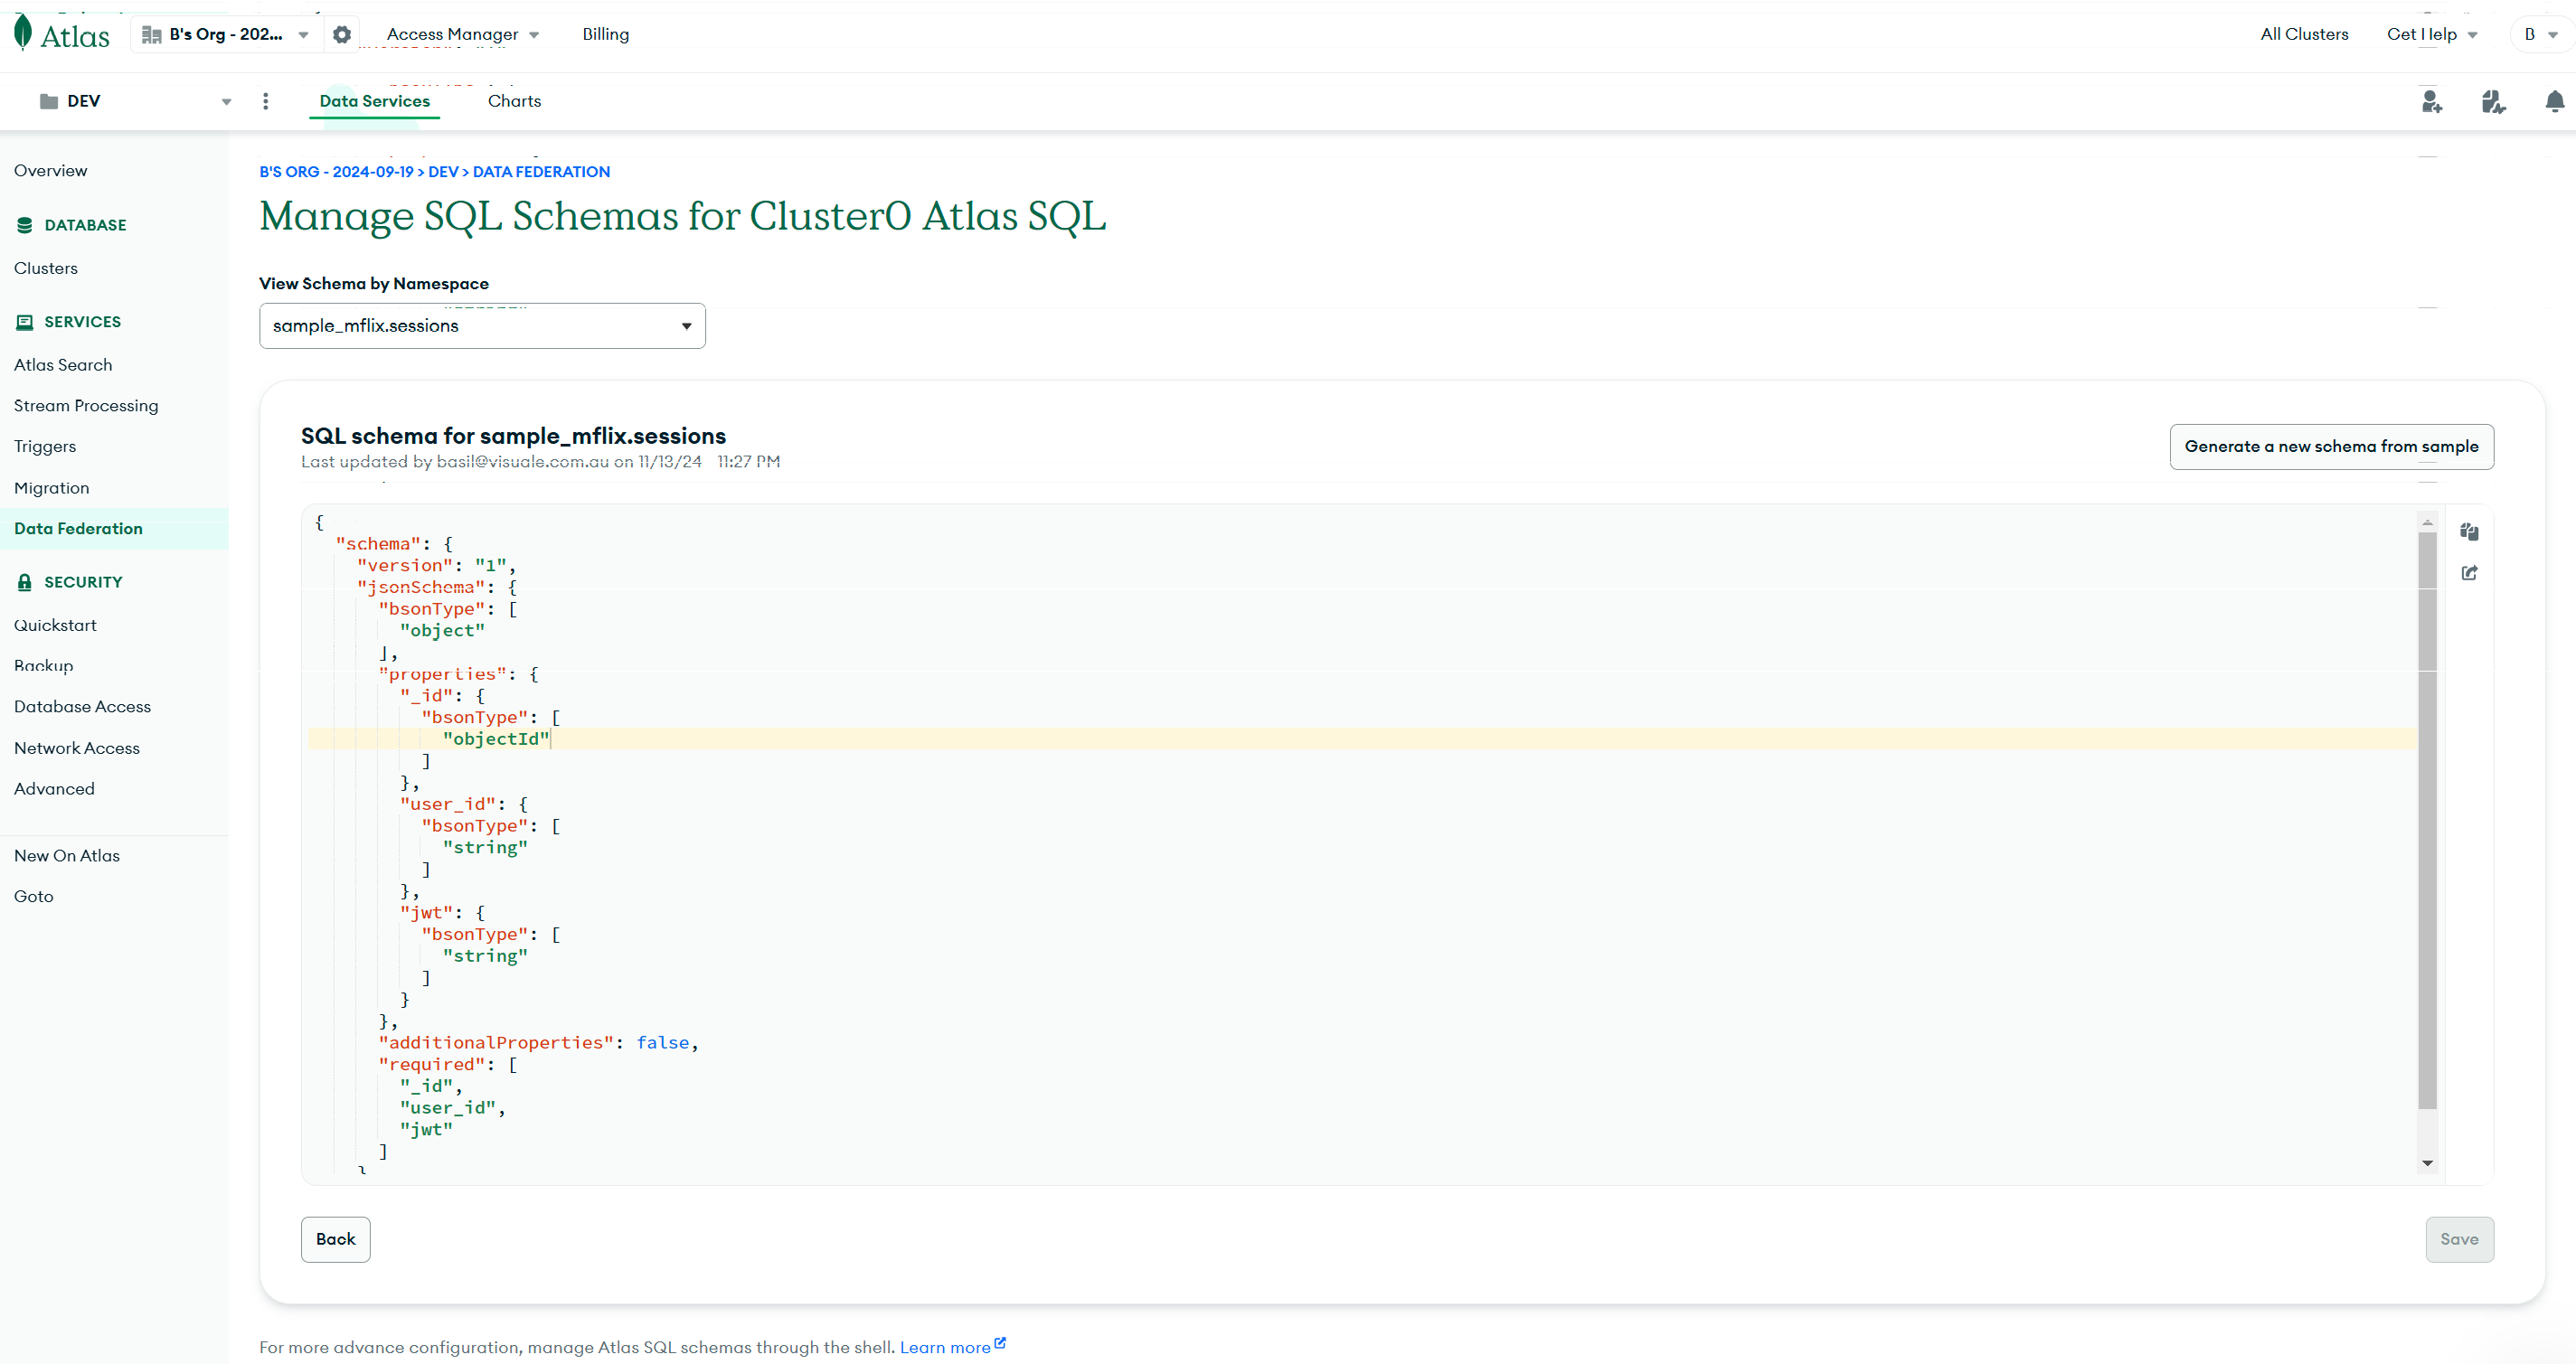 Atlas
B's Org - 202...
Access Manager
Billing
All Clusters
Get Help
B
DEV
Data Services
Charts
Overview
DATABASE
Clusters
SERVICES
Atlas Search
Stream Processing
Triggers
Migration
Data Federation
SECURITY
Quickstart
Backup
Database Access
Network Access
Advanced
New On Atlas
Goto
B'S ORG - 2024-09-19 > DEV > DATA FEDERATION
Manage SQL Schemas for Cluster0 Atlas SQL
View Schema by Namespace
sample_mflix.sessions
SQL schema for sample_mflix.sessions
Last updated by basil@visuale.com.au on 11/13/24 11:27 PM
Generate a new schema from sample
{
"schema": {
"version": "1",
"jsonSchema": {
"bsonType": [
"object"
],
"properties": {
"_id": {
"bsonType": [
"objectId"
]
},
"user_id": {
"bsonType": [
"string"
]
},
"jwt": {
"bsonType": [
"string"
]
}
},
"additionalProperties": false,
"required": [
"_id",
"user_id",
"jwt"
]
}
Back
Save
For more advance configuration, manage Atlas SQL schemas through the shell. Learn more